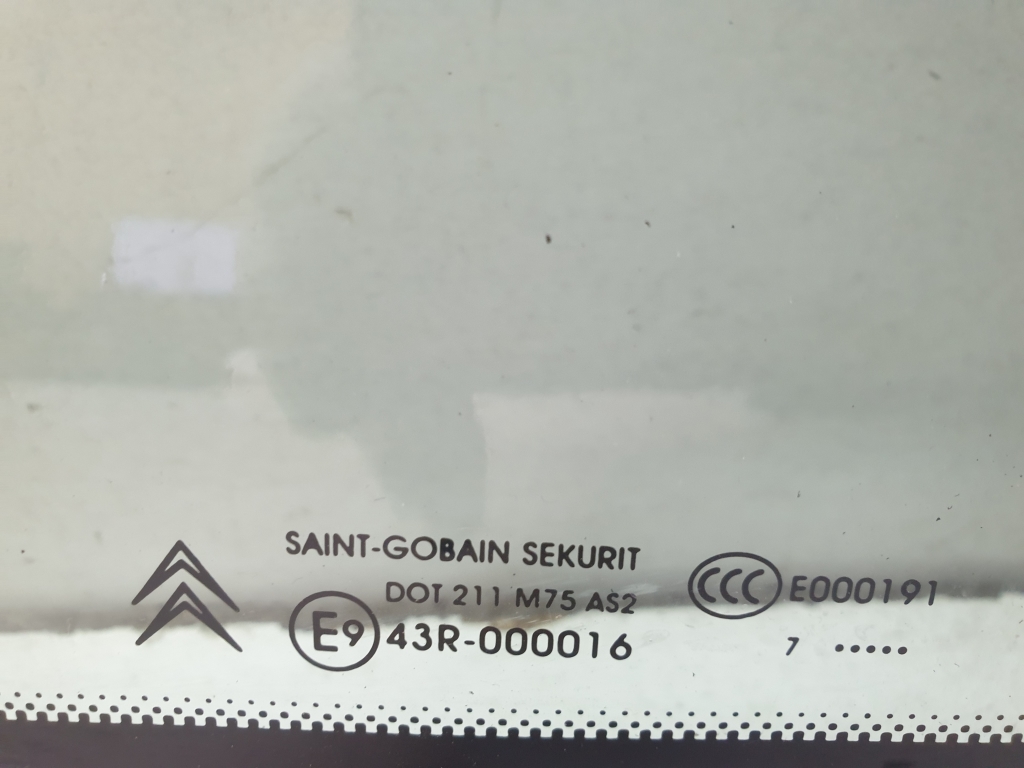 SAINT-GOBAIN SEKURIT
DOT 211 M75 AS2
E9 43R-000016
CCC E000191
7 .....